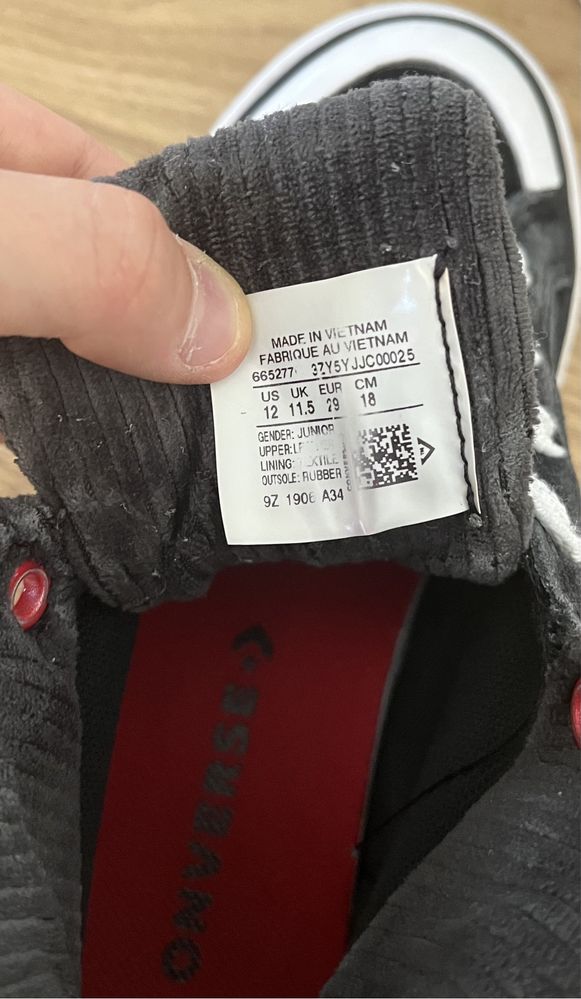 MADE IN VIETNAM
FABRIQUE AU VIETNAM
665277 3ZY5YJJC00025
US UK EUR CM
12 11.5 29 18
GENDER: JUNIOR
UPPER:
LINING: TEXTILE
OUTSOLE: RUBBER
9Z 1906 A34
CONVERSE